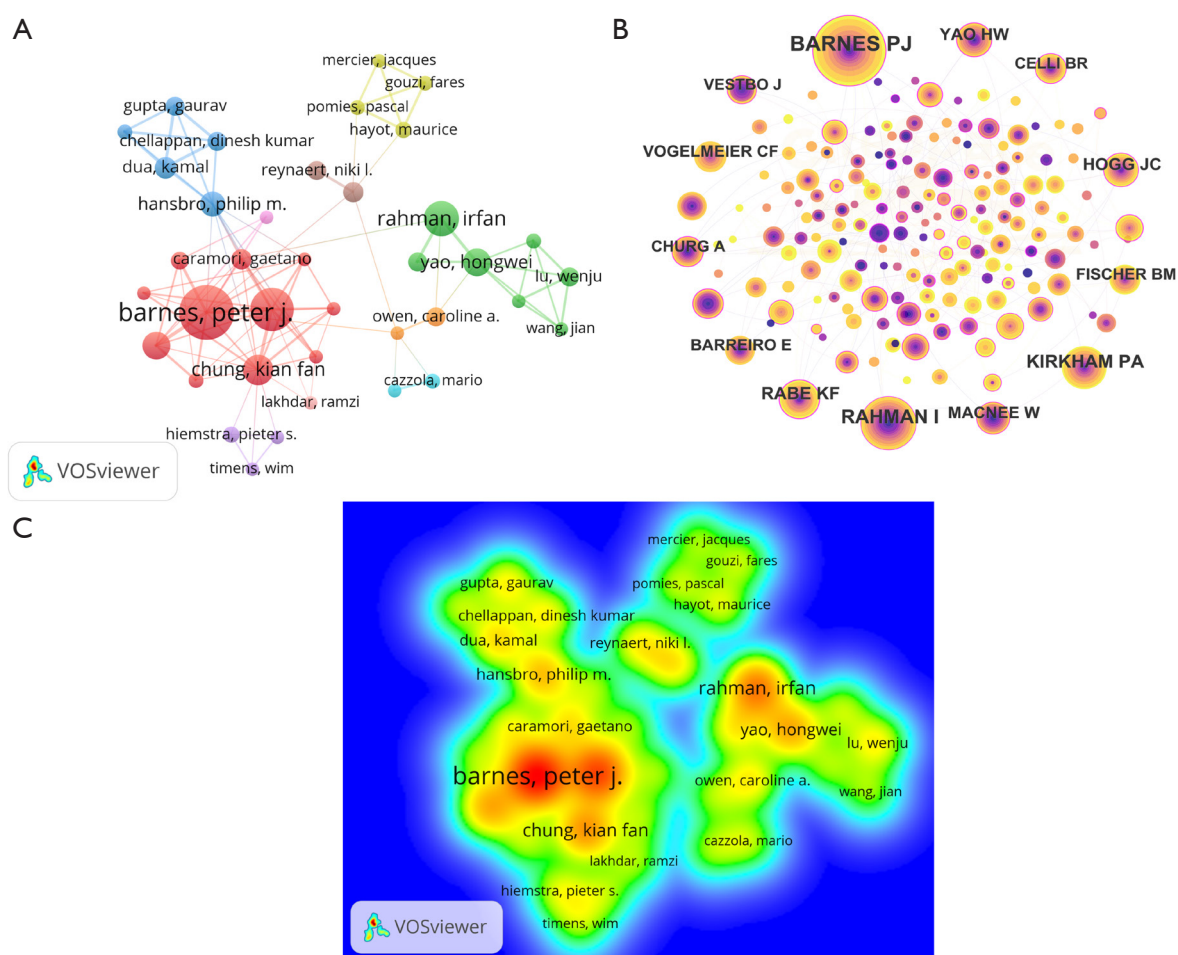 A
mercier, jacques
gouzi, fares
pomies, pascal
hayot, maurice
gupta, gaurav
chellappan, dinesh kumar
dua, kamal
reynaert, niki l.
hansbro, philip m.
rahman, irfan
caramori, gaetano
yao, hongwei
lu, wenju
barnes, peter j.
owen, caroline a.
wang, jian
chung, kian fan
cazzola, mario
lakhdar, ramzi
hiemstra, pieter s.
timens, wim
VOSviewer
B
BARNES PJ
YAO HW
CELLI BR
VESTBO J
VOGELMEIER CF
HOGG JC
CHURG A
FISCHER BM
BARREIRO E
KIRKHAM PA
RABE KF
RAHMAN I
MACNEE W
C
mercier, jacques
gouzi, fares
pomies, pascal
hayot, maurice
gupta, gaurav
chellappan, dinesh kumar
dua, kamal
reynaert, niki l.
hansbro, philip m.
rahman, irfan
caramori, gaetano
yao, hongwei
lu, wenju
barnes, peter j.
owen, caroline a.
wang, jian
chung, kian fan
cazzola, mario
lakhdar, ramzi
hiemstra, pieter s.
timens, wim
VOSviewer